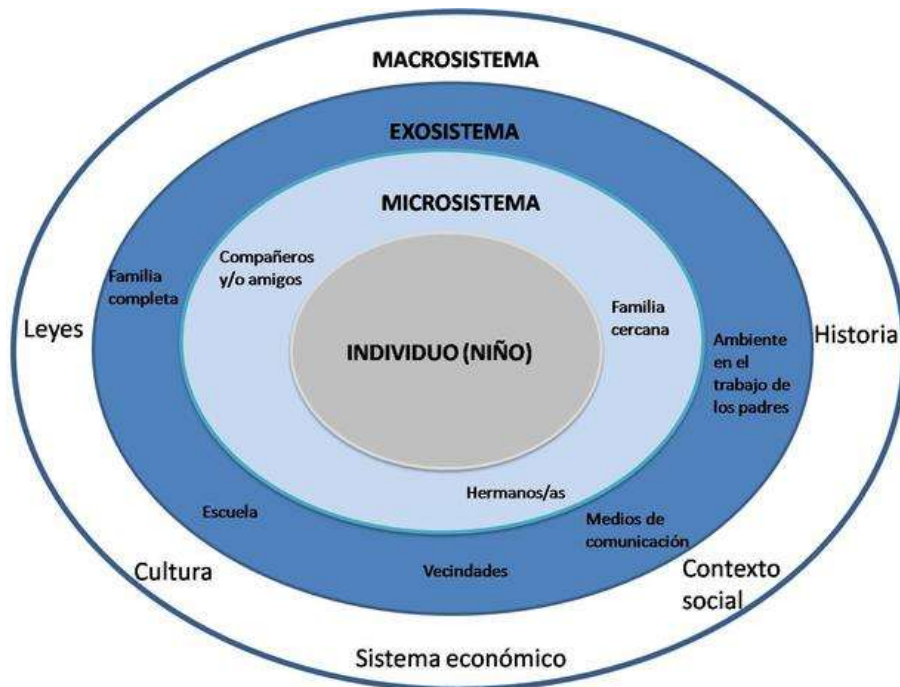 MACROSISTEMA
EXOSISTEMA
MICROSISTEMA
Compañeros
y/o amigos
Familia
completa
Familia
cercana
Leyes
Historia
INDIVIDUO (NIÑO)
Ambiente
en el
trabajo de
los padres
Hermanos/as
Escuela
Medios de
comunicación
Vecindades
Cultura
Contexto
social
Sistema económico